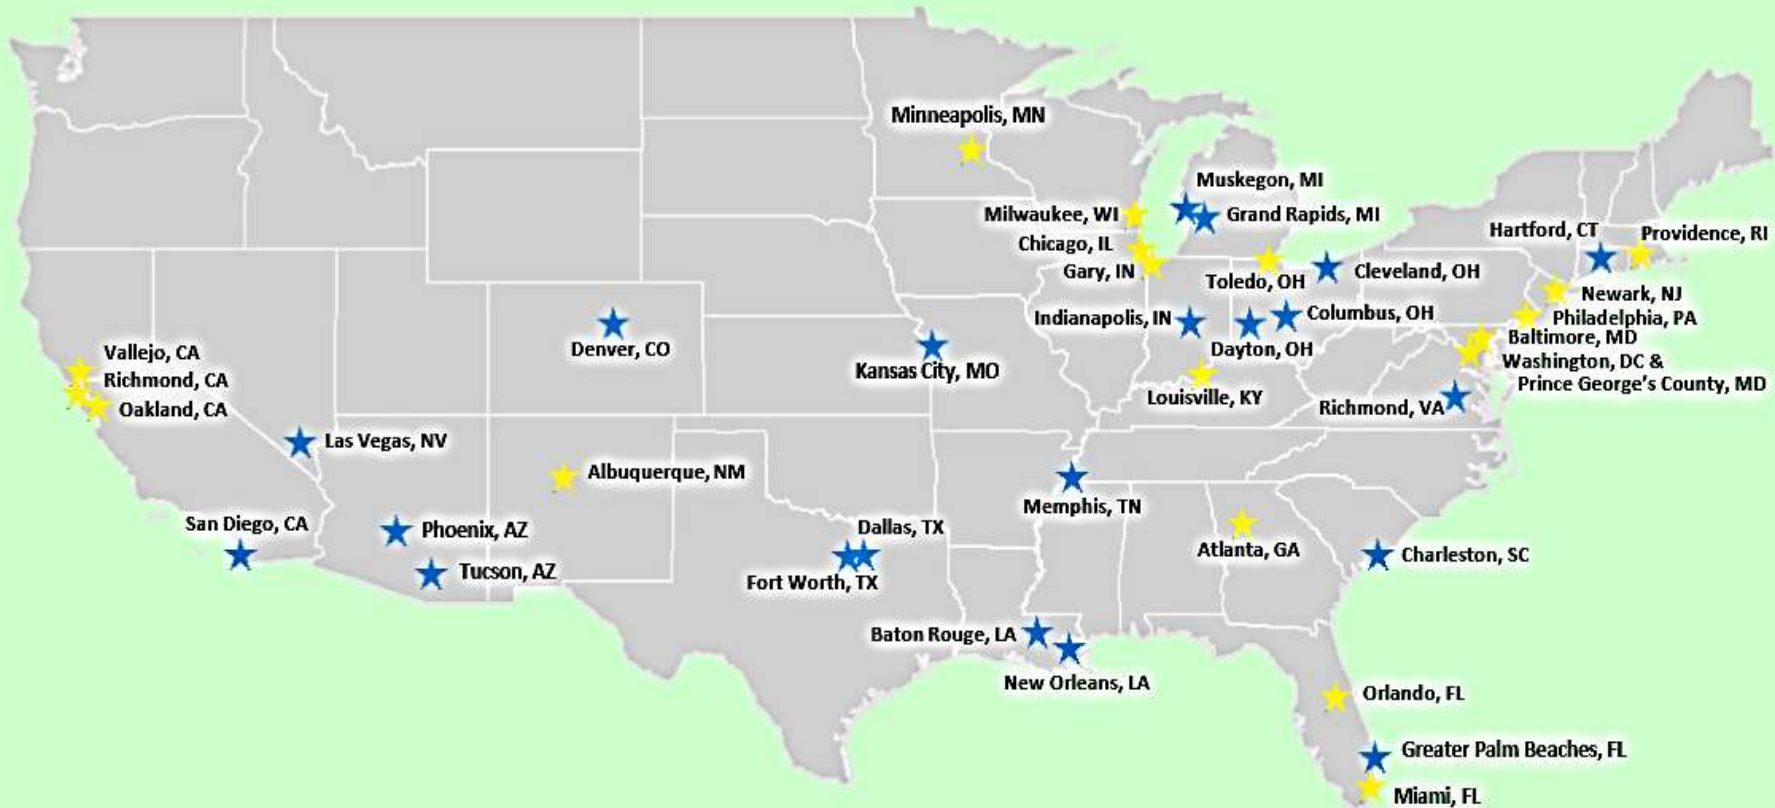 Minneapolis, MN
Muskegon, MI
Milwaukee, WI
Grand Rapids, MI
Hartford, CT
Providence, RI
Chicago, IL
Gary, IN
Toledo, OH
Cleveland, OH
Newark, NJ
Indianapolis, IN
Columbus, OH
Philadelphia, PA
Dayton, OH
Baltimore, MD
Washington, DC &
Prince George's County, MD
Denver, CO
Vallejo, CA
Kansas City, MO
Richmond, CA
Louisville, KY
Oakland, CA
Richmond, VA
Las Vegas, NV
Albuquerque, NM
Memphis, TN
San Diego, CA
Phoenix, AZ
Dallas, TX
Atlanta, GA
Charleston, SC
Tucson, AZ
Fort Worth, TX
Baton Rouge, LA
New Orleans, LA
Orlando, FL
Greater Palm Beaches, FL
Miami, FL